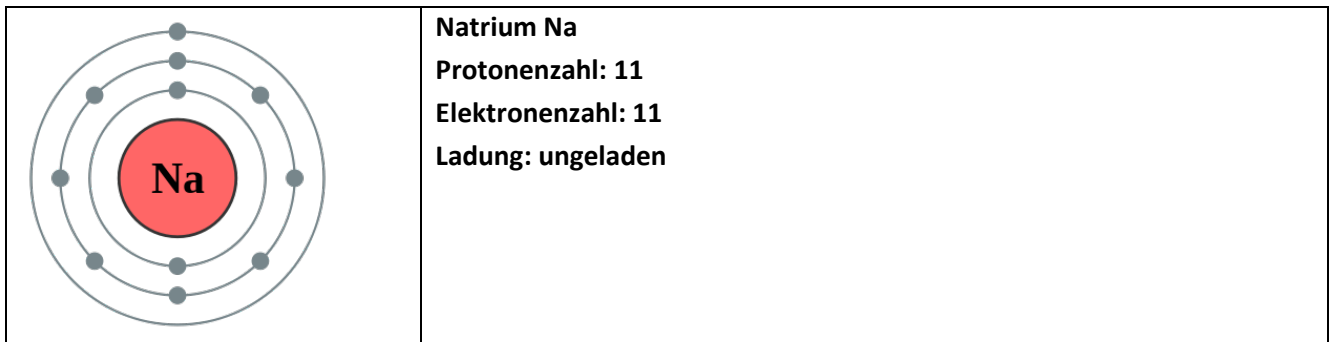 Na
Natrium Na
Protonenzahl: 11
Elektronenzahl: 11
Ladung: ungeladen